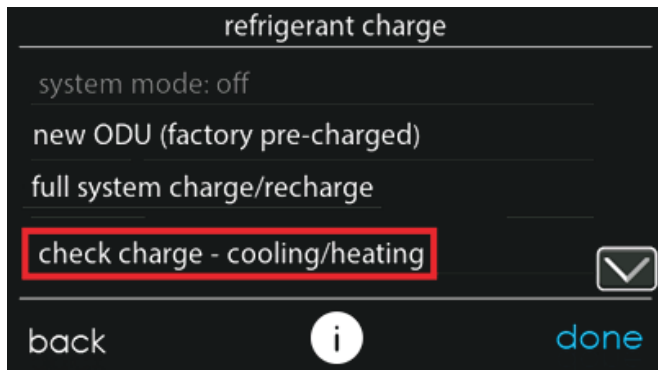 refrigerant charge
system mode: off
new ODU (factory pre-charged)
full system charge/recharge
check charge - cooling/heating
back i done